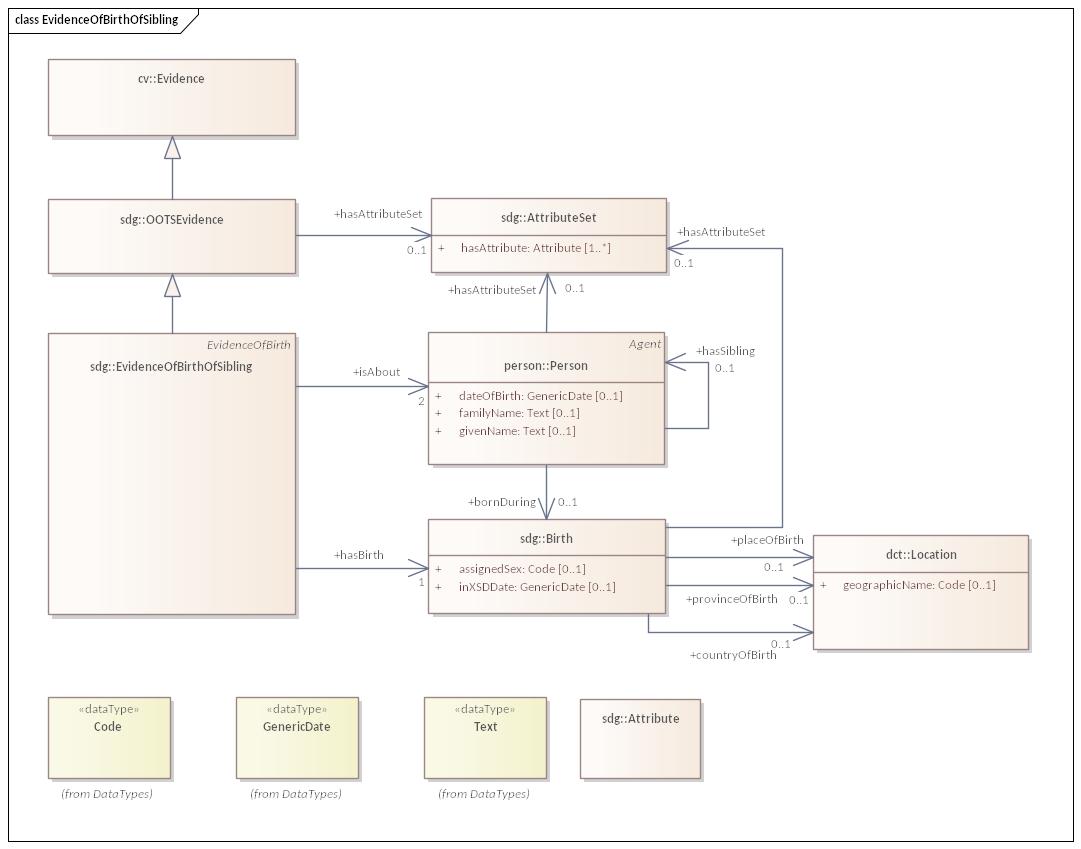 class EvidenceOfBirthOfSibling
cv::Evidence
sdg::OOTSEvidence
+hasAttributeSet
0..1
sdg::AttributeSet
+ hasAttribute: Attribute [1..*]
+hasAttributeSet
0..1
+hasAttributeSet
0..1
EvidenceOfBirth
sdg::EvidenceOfBirthOfSibling
+isAbout
2
Agent
person::Person
+ dateOfBirth: GenericDate [0..1]
+ familyName: Text [0..1]
+ givenName: Text [0..1]
+hasSibling
0..1
+bornDuring
0..1
+hasBirth
1
sdg::Birth
+ assignedSex: Code [0..1]
+ inXSDDate: GenericDate [0..1]
+placeOfBirth
0..1
+provinceOfBirth
0..1
0..1
+countryOfBirth
dct::Location
+ geographicName: Code [0..1]
«dataType»
Code
(from DataTypes)
«dataType»
GenericDate
(from DataTypes)
«dataType»
Text
(from DataTypes)
sdg::Attribute